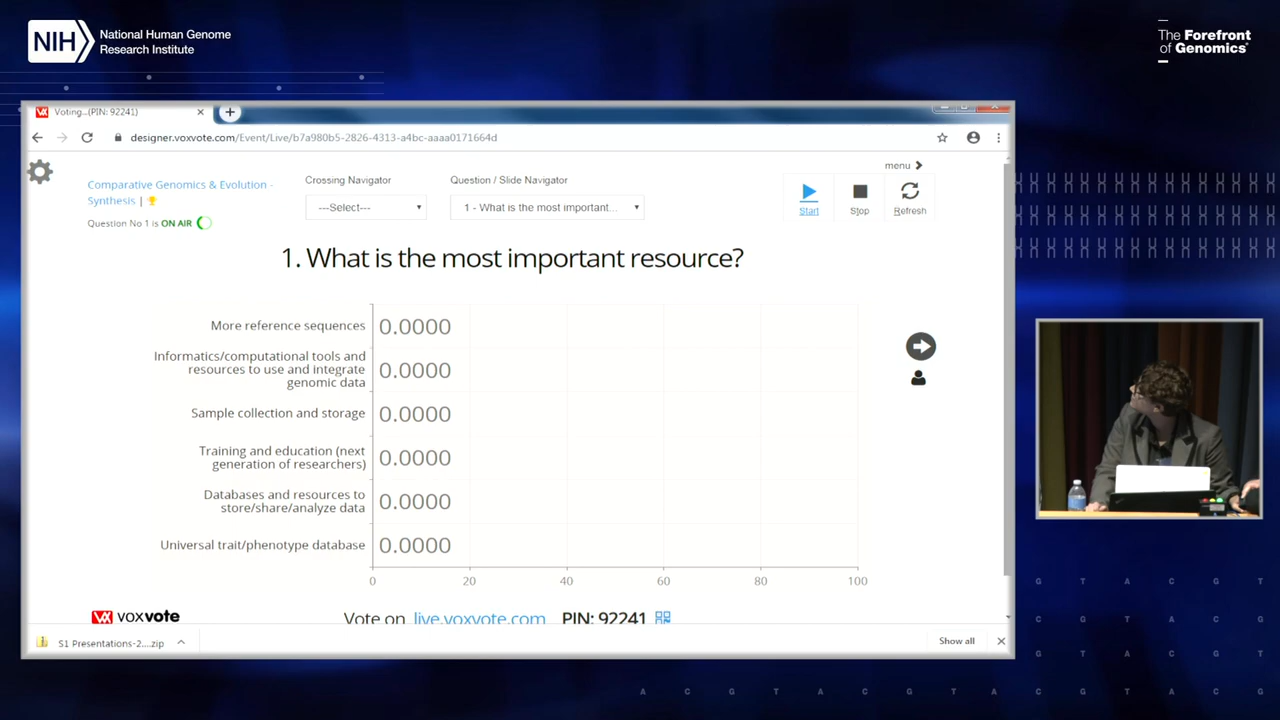 NIH
National Human Genome
Research Institute
The Forefront
of Genomics®
Voting...(PIN: 92241)
designer.voxvote.com/Event/Live/b7a980b5-2826-4313-a4bc-aaaa0171664d
menu
Comparative Genomics & Evolution -
Synthesis |
Question No 1 is ON AIR
Crossing Navigator
---Select---
Question / Slide Navigator
1 - What is the most important...
Start
Stop
Refresh
1. What is the most important resource?
More reference sequences
0.0000
Informatics/computational tools and
resources to use and integrate
genomic data
0.0000
Sample collection and storage
0.0000
Training and education (next
generation of researchers)
0.0000
Databases and resources to
store/share/analyze data
0.0000
Universal trait/phenotype database
0.0000
0
20
40
60
80
100
voxvote
Vote on live.voxvote.com PIN: 92241
S1 Presentations-2....zip
Show all
G T A C G T
A C G T A C G T A C G